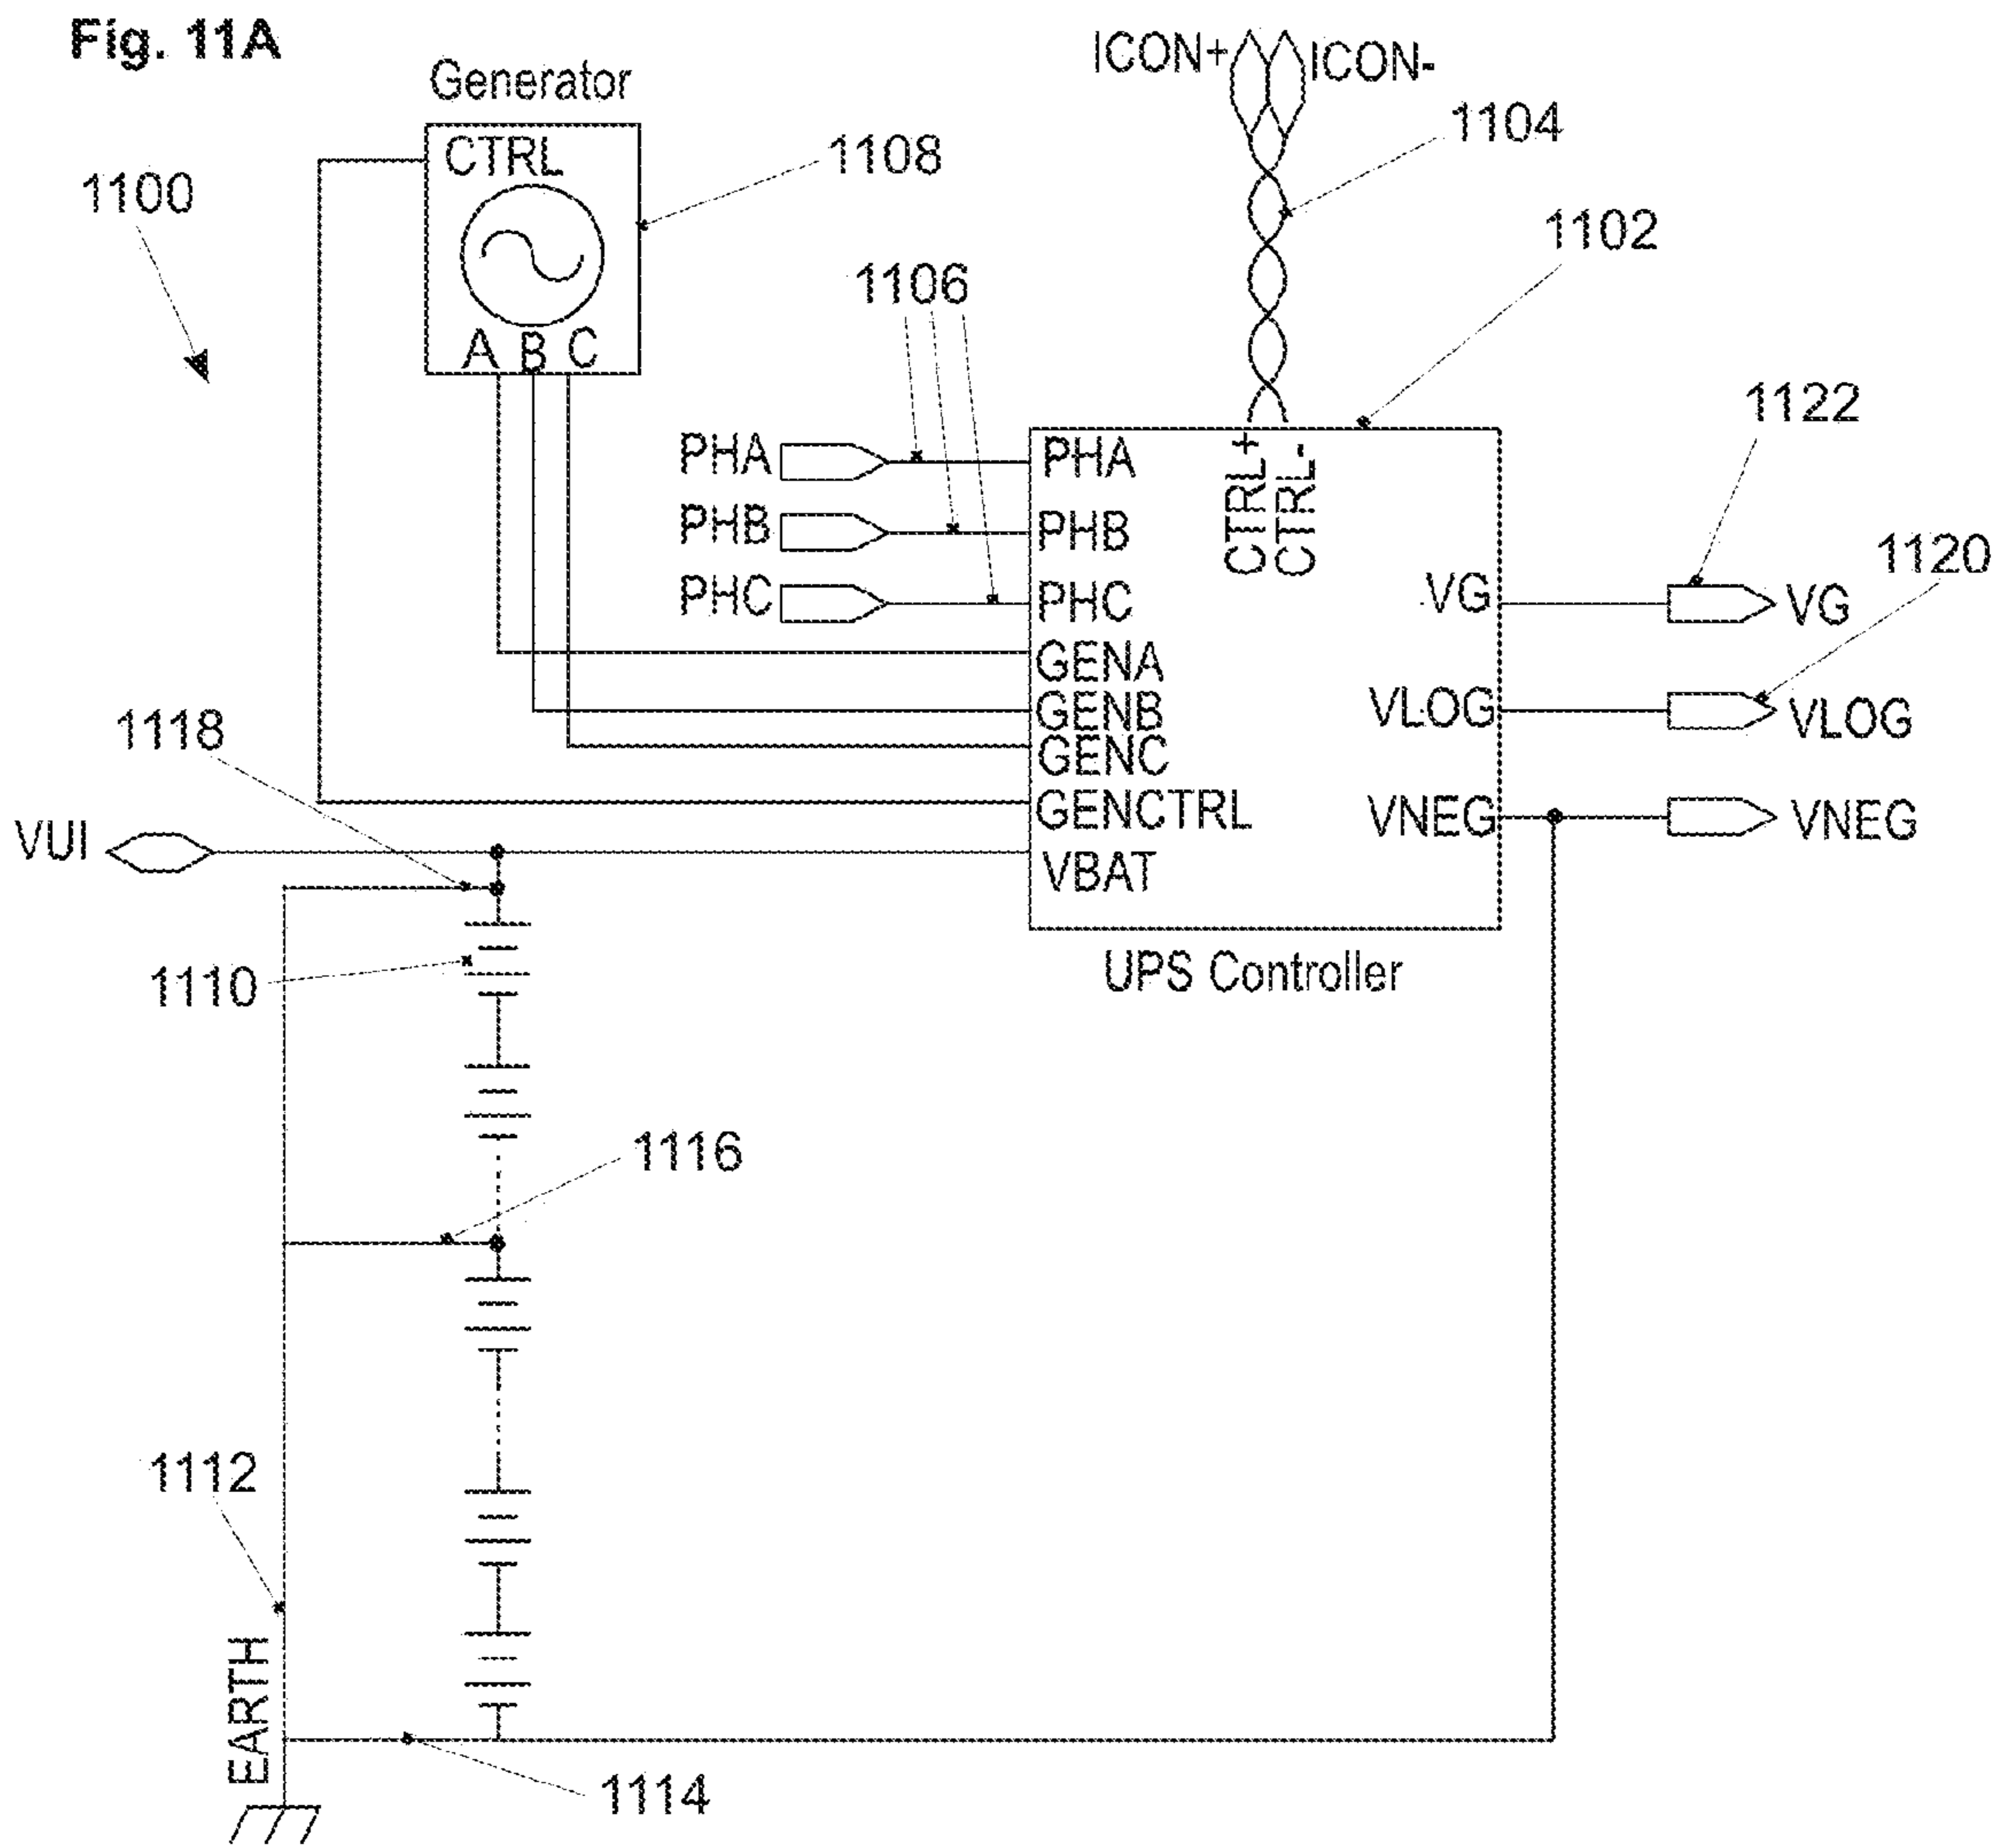 Fig. 11A
Generator
ICON+
ICON-
CTRL
1104
1108
1100
1102
1106
A B C
1122
PHA
PHA
CTRL+
CTRL-
PHB
PHB
1120
PHC
PHC
VG
VG
GENA
1118
GENB
VLOG
VLOG
GENC
GENCTRL
VNEG
VNEG
VUI
VBAT
1110
UPS Controller
1116
1112
EARTH
1114